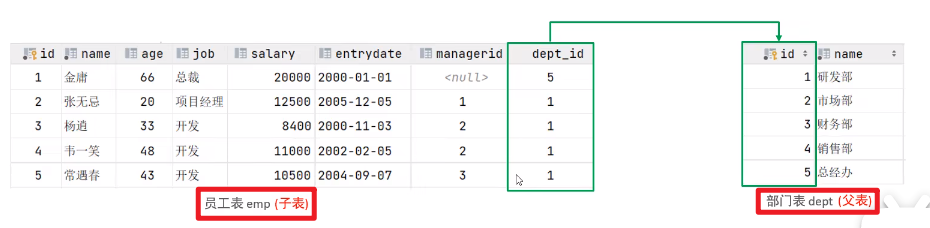 id name age job salary entrydate managerid dept_id
1 金庸 66 总裁 20000 2000-01-01 <null> 5
2 张无忌 20 项目经理 12500 2005-12-05 1 1
3 杨逍 33 开发 8400 2000-11-03 2 1
4 韦一笑 48 开发 11000 2002-02-05 2 1
5 常遇春 43 开发 10500 2004-09-07 3 1
员工表 emp (子表)
id name
1 研发部
2 市场部
3 财务部
4 销售部
5 总经办
部门表 dept (父表)